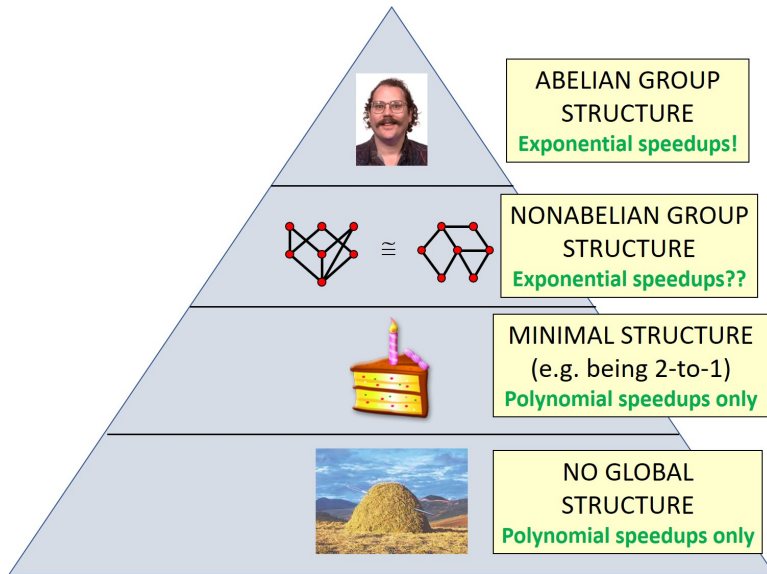 ABELIAN GROUP
STRUCTURE
Exponential speedups!
≅
NONABELIAN GROUP
STRUCTURE
Exponential speedups??
MINIMAL STRUCTURE
(e.g. being 2-to-1)
Polynomial speedups only
NO GLOBAL
STRUCTURE
Polynomial speedups only